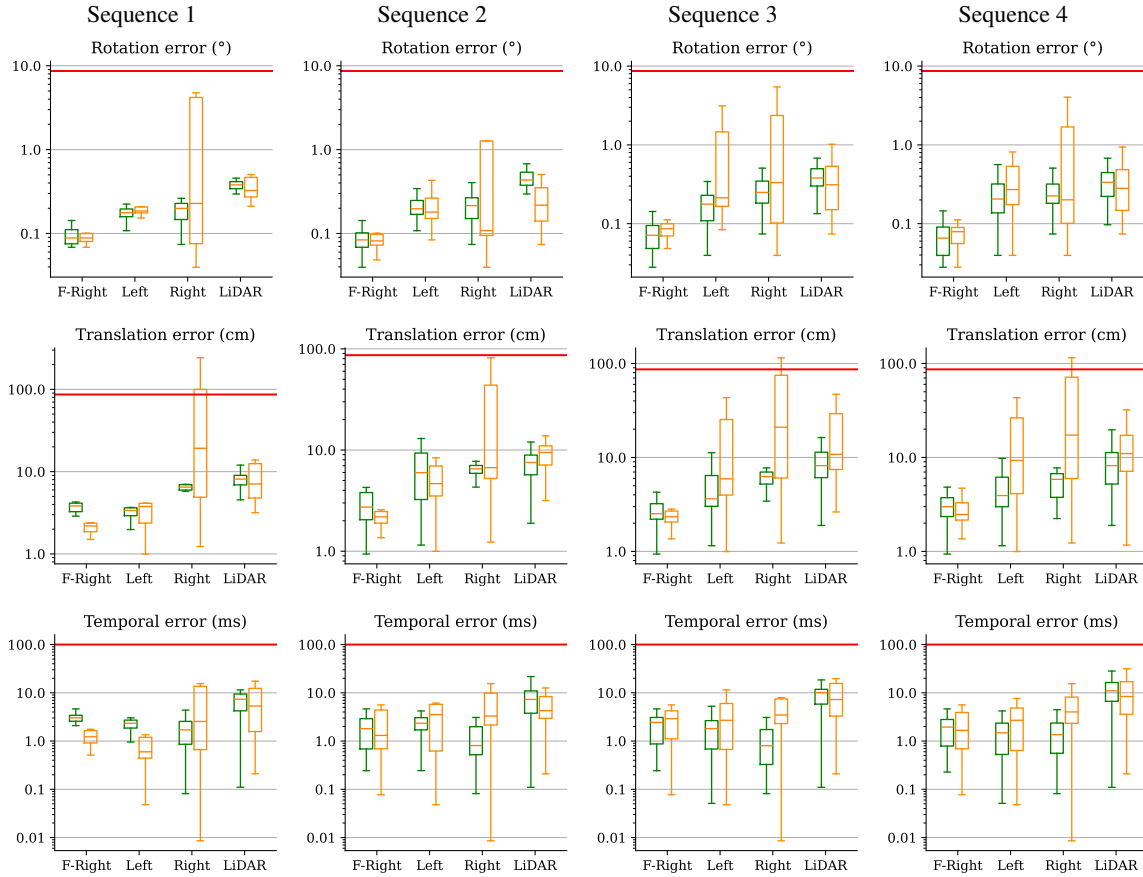 Sequence 1 Sequence 2 Sequence 3 Sequence 4
Rotation error (°) Rotation error (°) Rotation error (°) Rotation error (°)
10.0 10.0 10.0 10.0
1.0 1.0 1.0 1.0
0.1 0.1 0.1 0.1
F-Right Left Right LiDAR F-Right Left Right LiDAR F-Right Left Right LiDAR F-Right Left Right LiDAR
Translation error (cm) Translation error (cm) Translation error (cm) Translation error (cm)
100.0 100.0 100.0 100.0
10.0 10.0 10.0 10.0
1.0 1.0 1.0 1.0
F-Right Left Right LiDAR F-Right Left Right LiDAR F-Right Left Right LiDAR F-Right Left Right LiDAR
Temporal error (ms) Temporal error (ms) Temporal error (ms) Temporal error (ms)
100.0 100.0 100.0 100.0
10.0 10.0 10.0 10.0
1.0 1.0 1.0 1.0
0.1 0.1 0.1 0.1
0.01 0.01 0.01 0.01
F-Right Left Right LiDAR F-Right Left Right LiDAR F-Right Left Right LiDAR F-Right Left Right LiDAR